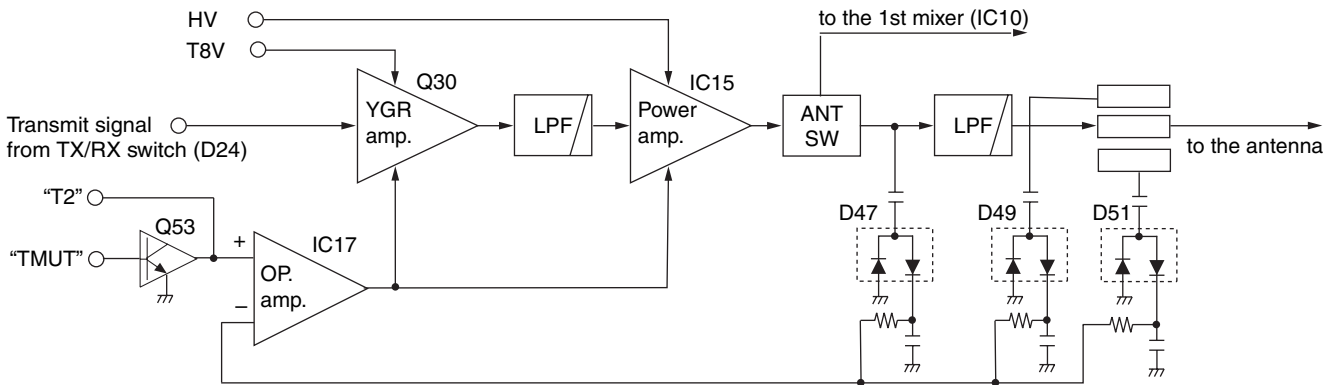 HV
to the 1st mixer (IC10)
T8V
Q30
IC15
YGR
amp.
LPF
Power
amp.
ANT
SW
LPF
Transmit signal
from TX/RX switch (D24)
to the antenna
“T2”
Q53
“TMUT”
+
IC17
OP.
amp.
–
D47
D49
D51